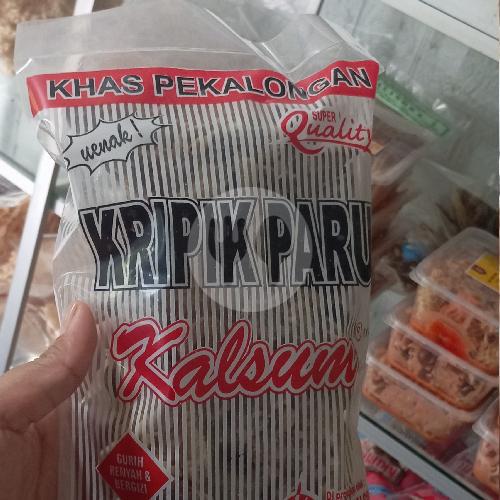 KHAS PEKALONGAN
uenak!
SUPER
Quality
KRIPIK PARU
Kalsum
GURIH
RENYAH &
BERGIZI